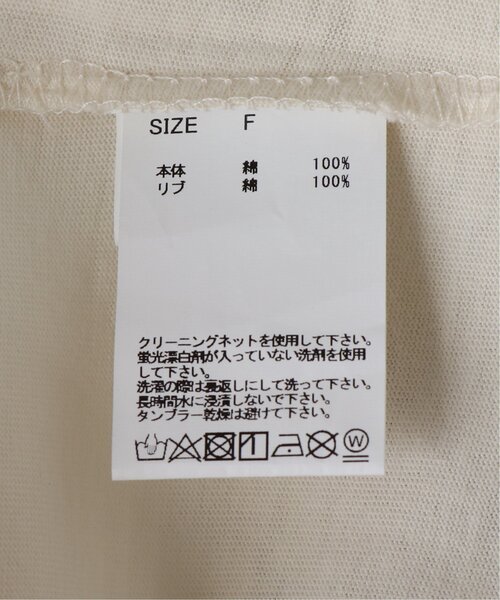 SIZE F
本体 綿 100%
リブ 綿 100%
クリーニングネットを使用して下さい。
蛍光漂白剤が入っていない洗剤を使用
して下さい。
洗濯の際は裏返しにして洗って下さい。
長時間水に浸漬しないで下さい。
タンブラー乾燥は避けて下さい。
W